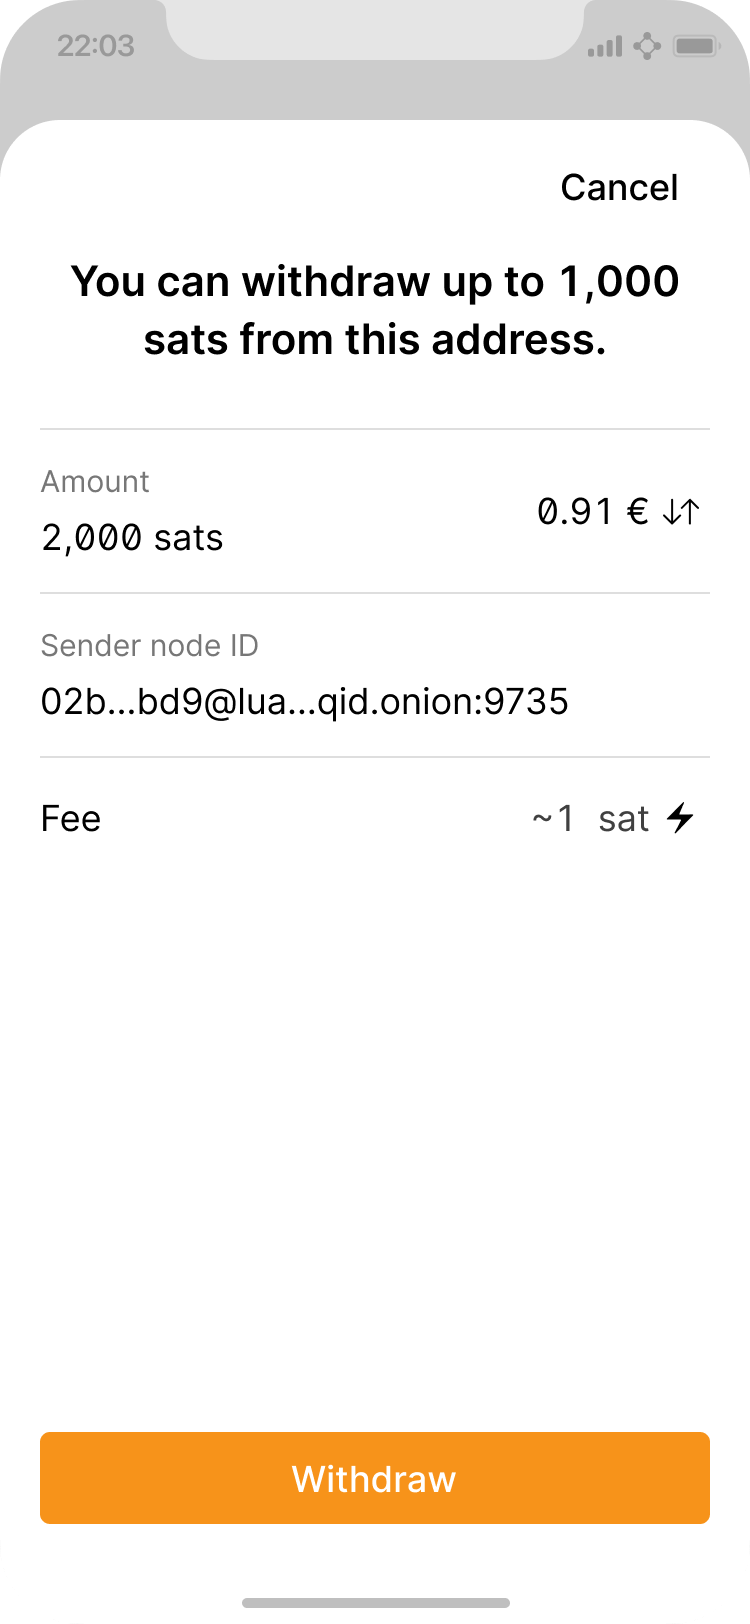 22:03
Cancel
You can withdraw up to 1,000
sats from this address.
Amount
2,000 sats
0.91 €
Sender node ID
02b...bd9@lua...qid.onion:9735
Fee
~1 sat
Withdraw